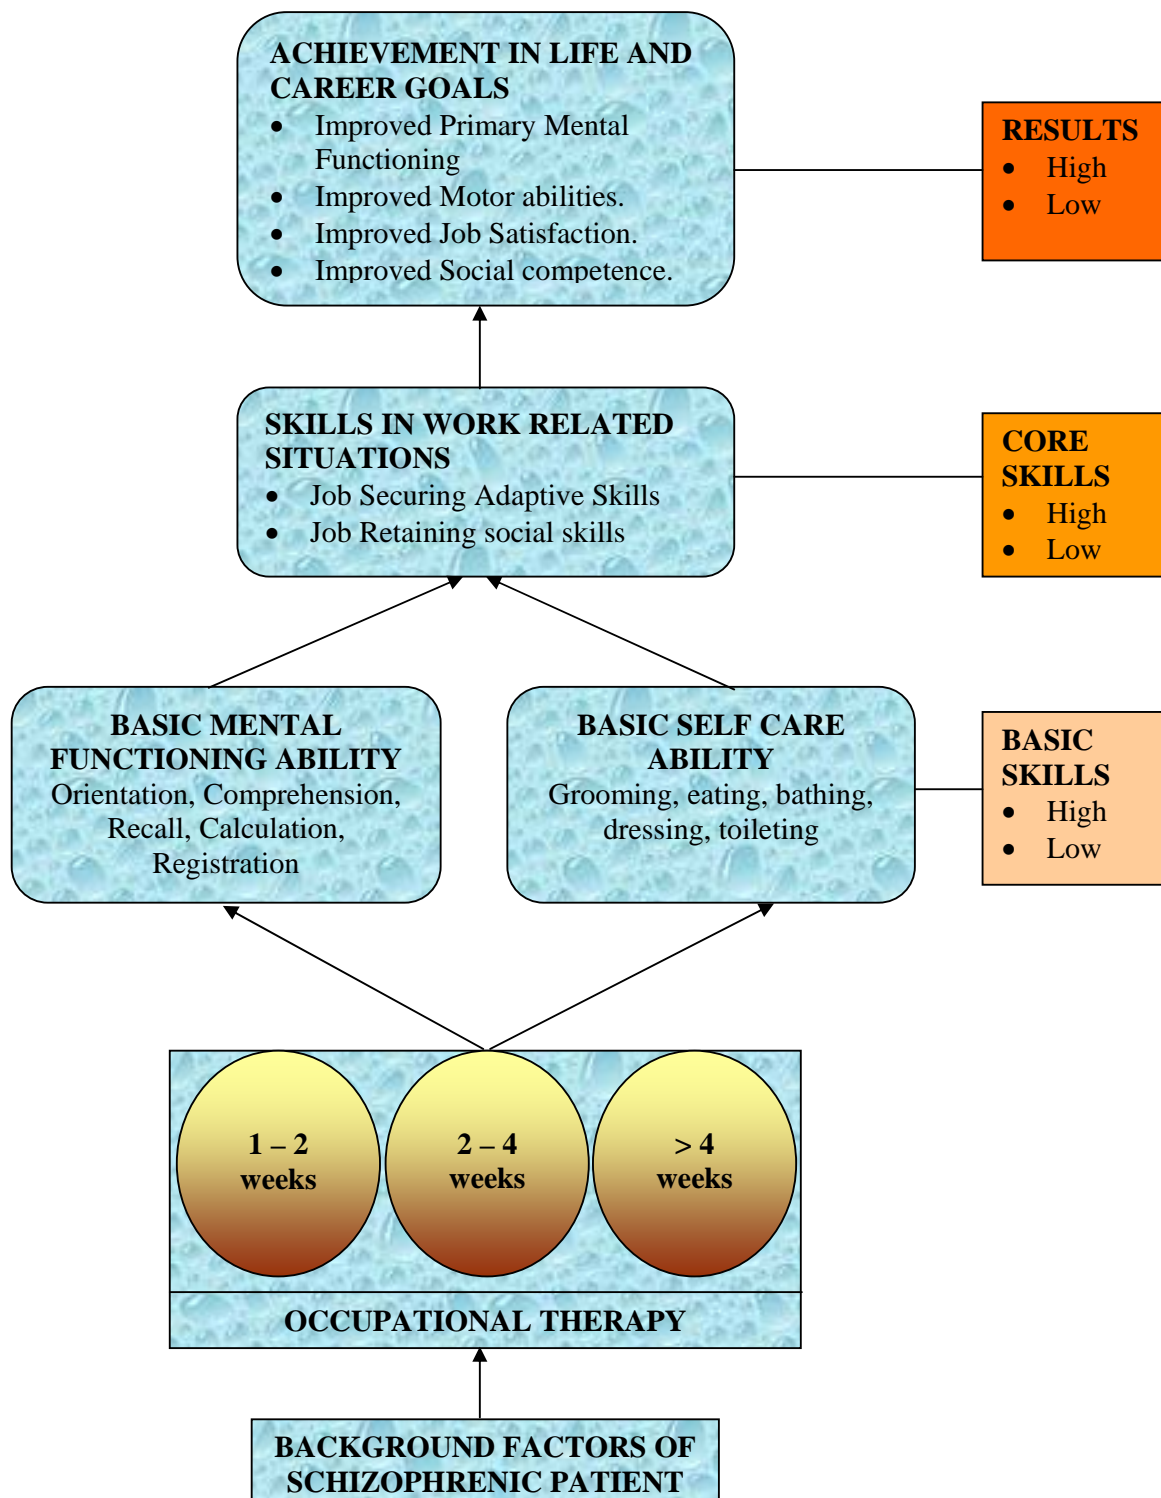 ACHIEVEMENT IN LIFE AND
CAREER GOALS
• Improved Primary Mental
Functioning
• Improved Motor abilities.
• Improved Job Satisfaction.
• Improved Social competence.
RESULTS
• High
• Low
SKILLS IN WORK RELATED
SITUATIONS
• Job Securing Adaptive Skills
• Job Retaining social skills
CORE
SKILLS
• High
• Low
BASIC MENTAL
FUNCTIONING ABILITY
Orientation, Comprehension,
Recall, Calculation,
Registration
BASIC SELF CARE
ABILITY
Grooming, eating, bathing,
dressing, toileting
BASIC
SKILLS
• High
• Low
1 – 2
weeks
2 – 4
weeks
> 4
weeks
OCCUPATIONAL THERAPY
BACKGROUND FACTORS OF
SCHIZOPHRENIC PATIENT